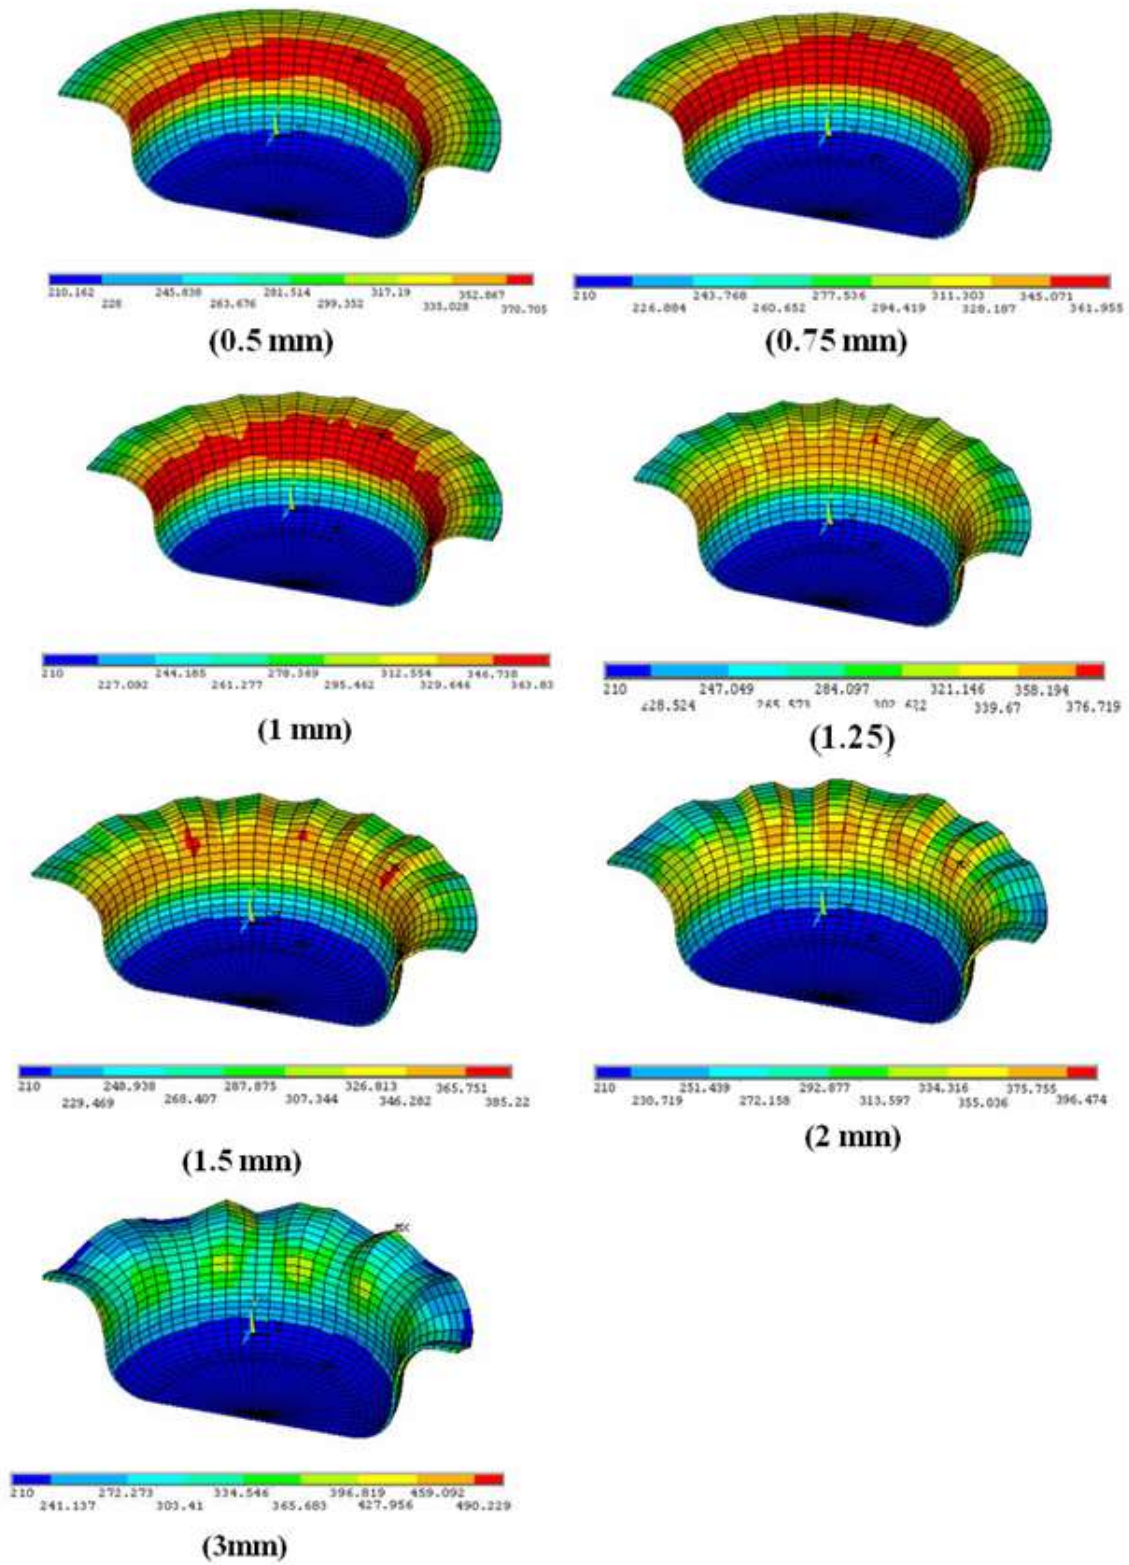 210.162 245.838 281.514 317.19 352.867
228 263.676 299.352 335.028 370.705
(0.5 mm)
210 243.768 277.536 311.303 345.071
226.884 260.652 294.419 328.187 361.955
(0.75 mm)
210 244.185 278.369 312.554 346.738
227.092 261.277 295.462 329.646 363.83
(1 mm)
210 247.049 284.097 321.146 358.194
228.524 265.573 302.622 339.67 376.719
(1.25)
210 248.938 287.875 326.813 365.751
229.469 268.407 307.344 346.282 385.22
(1.5 mm)
210 251.439 292.877 334.316 375.755
230.719 272.158 313.597 355.036 396.474
(2 mm)
MX
210 272.273 334.546 396.819 459.092
241.137 303.41 365.683 427.956 490.229
(3mm)